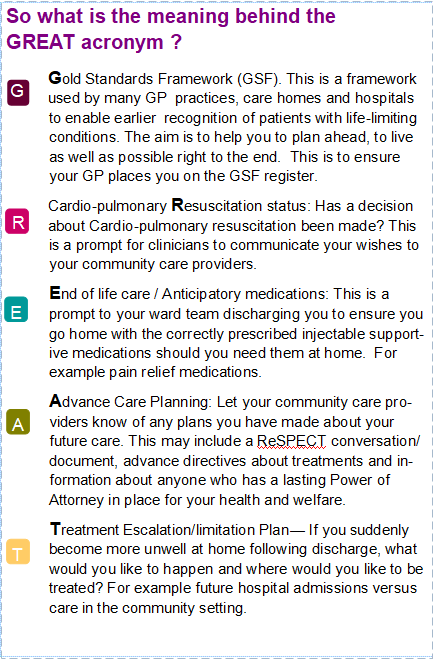 So what is the meaning behind the
GREAT acronym ?
G
Gold Standards Framework (GSF). This is a framework
used by many GP  practices, care homes and hospitals
to enable earlier  recognition of patients with life-limiting
conditions. The aim is to help you to plan ahead, to live
as well as possible right to the end.  This is to ensure
your GP places you on the GSF register.
R
Cardio-pulmonary Resuscitation status: Has a decision
about Cardio-pulmonary resuscitation been made? This
is a prompt for clinicians to communicate your wishes to
your community care providers.
E
End of life care / Anticipatory medications: This is a
prompt to your ward team discharging you to ensure you
go home with the correctly prescribed injectable support-
ive medications should you need them at home.  For
example pain relief medications.
A
Advance Care Planning: Let your community care pro-
viders know of any plans you have made about your
future care. This may include a ReSPECT conversation/
document, advance directives about treatments and in-
formation about anyone who has a lasting Power of
Attorney in place for your health and welfare.
T
Treatment Escalation/limitation Plan— If you suddenly
become more unwell at home following discharge, what
would you like to happen and where would you like to be
treated? For example future hospital admissions versus
care in the community setting.